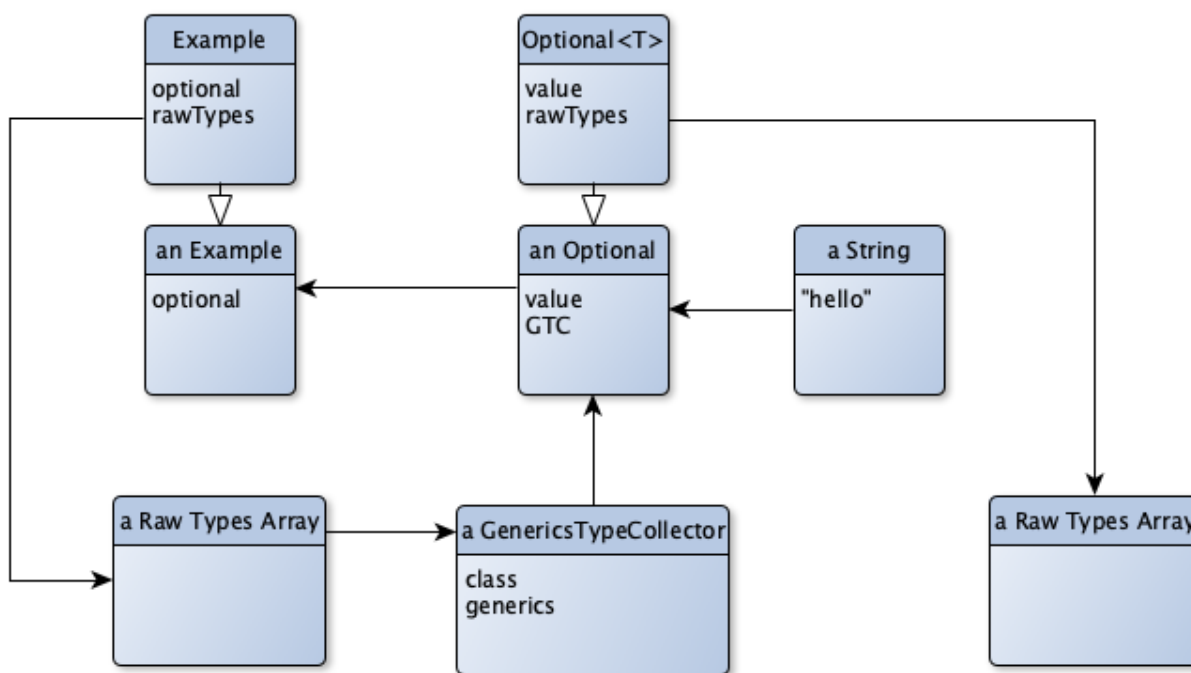 Example
optional
rawTypes
Optional<T>
value
rawTypes
an Example
optional
an Optional
value
GTC
a String
"hello"
a Raw Types Array
a GenericsTypeCollector
class
generics
a Raw Types Array